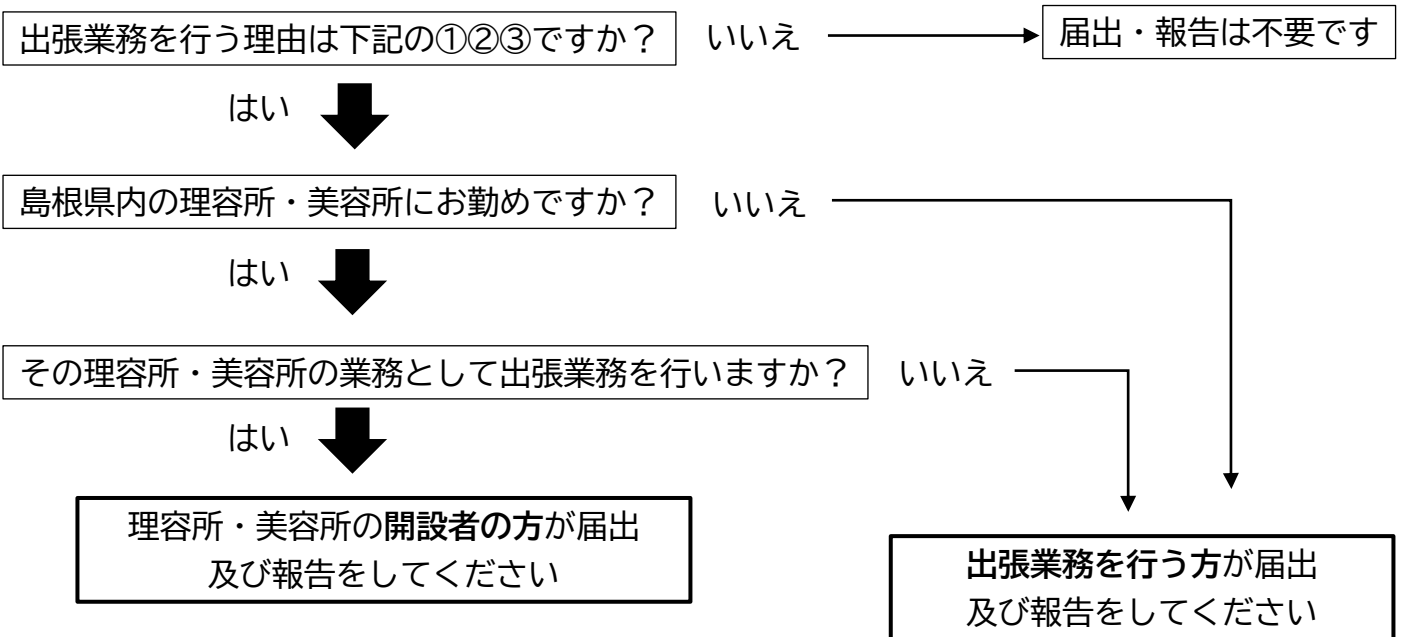 出張業務を行う理由は下記の①②③ですか？ いいえ 届出・報告は不要です
はい
島根県内の理容所・美容所にお勤めですか？ いいえ
はい
その理容所・美容所の業務として出張業務を行いますか？ いいえ
はい
理容所・美容所の開設者の方が届出
及び報告をしてください
出張業務を行う方が届出
及び報告をしてください